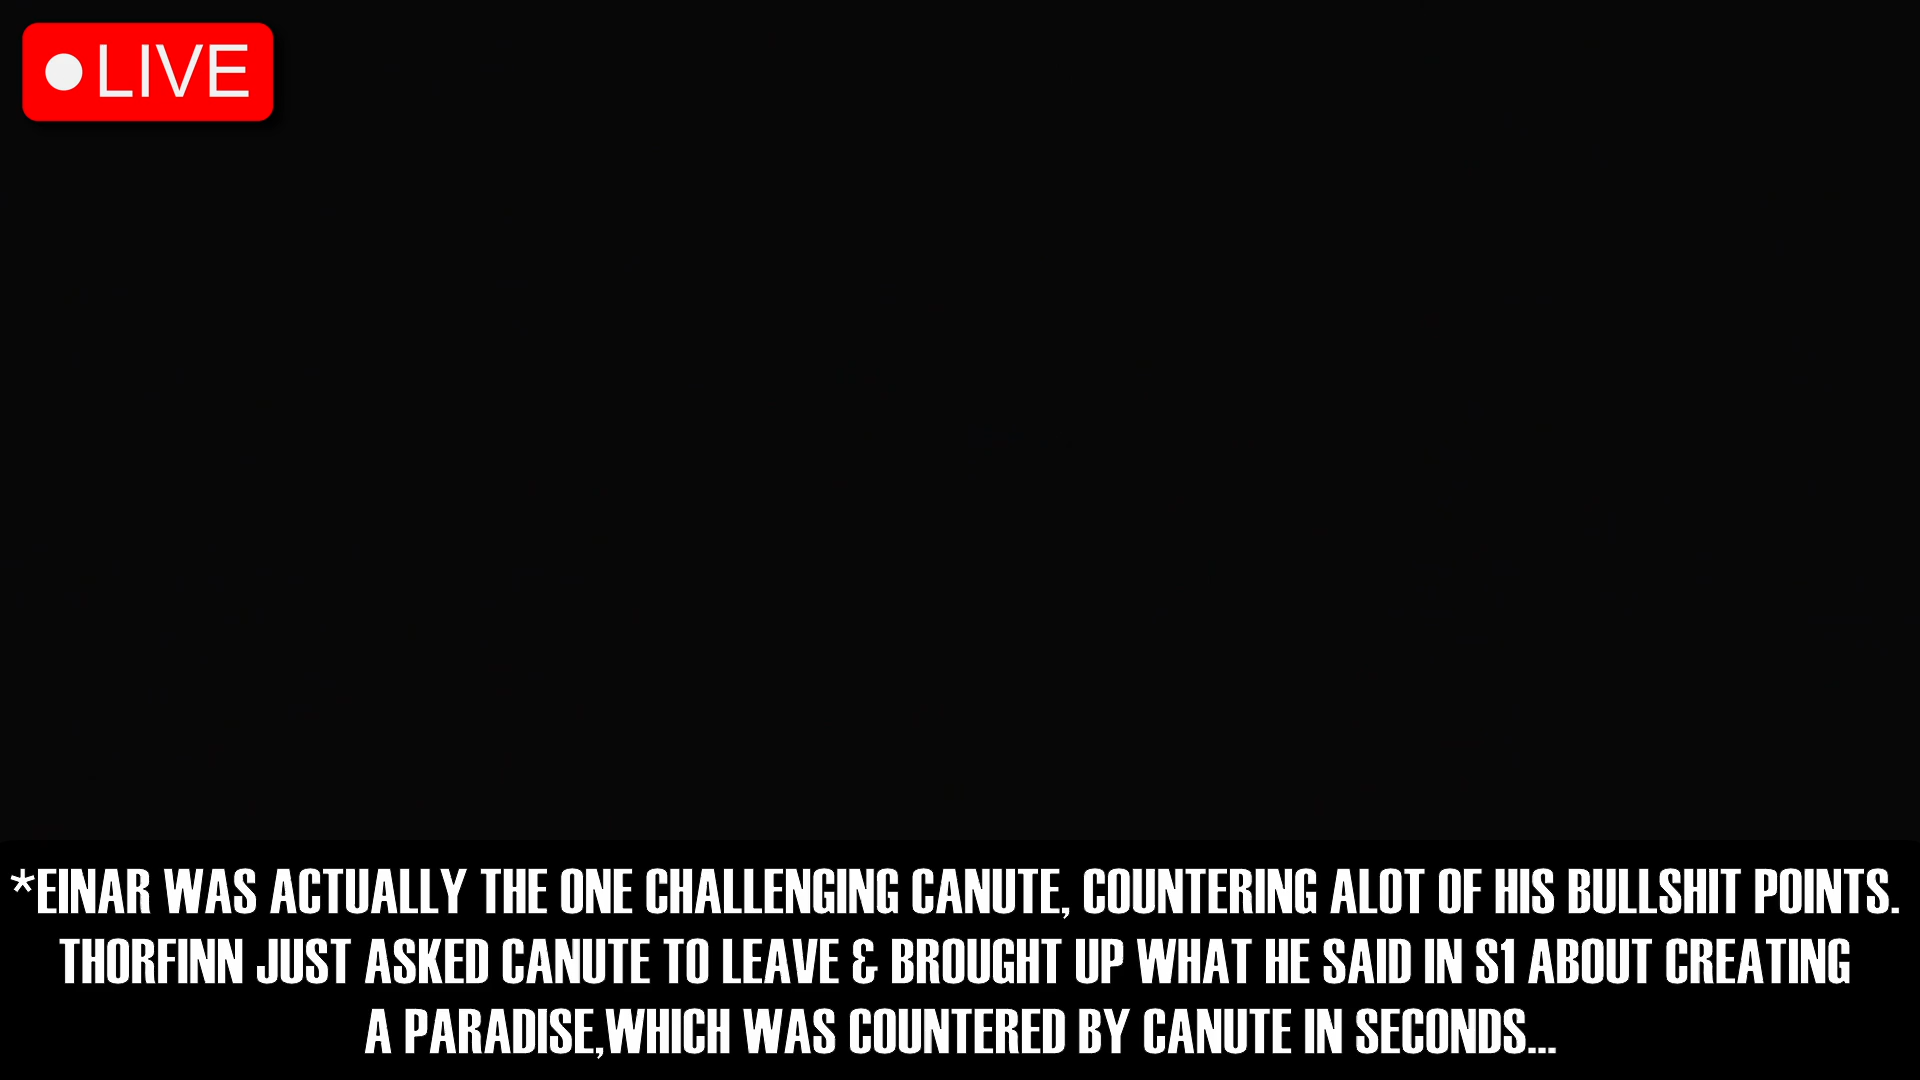 LIVE
*EINAR WAS ACTUALLY THE ONE CHALLENGING CANUTE, COUNTERING ALOT OF HIS BULLSHIT POINTS.
THORFINN JUST ASKED CANUTE TO LEAVE & BROUGHT UP WHAT HE SAID IN S1 ABOUT CREATING
A PARADISE,WHICH WAS COUNTERED BY CANUTE IN SECONDS...